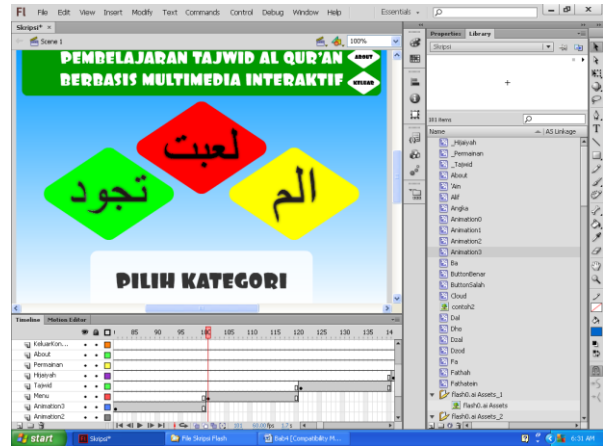 Fl File Edit View Insert Modify Text Commands Control Debug Window Help Essentials
Skripsi* ×
Scene 1 100%
PEMBELAJARAN TAJWID AL QUR'AN ABOUT
BERBASIS MULTIMEDIA INTERAKTIF KELUAR
لعبت
تجود
الم
PILIH KATEGORI
Properties Library
Skripsi
101 items
Name AS Linkage
_Hijaiyah
_Permainan
_Tajwid
About
'Ain
Alif
Angka
Animation0
Animation1
Animation2
Animation3
Ba
ButtonBenar
ButtonSalah
Cloud
contoh2
Dal
Dho
Dzal
Dzod
Fa
Fathah
Fathatein
flash0.ai Assets_1
flash0.ai Assets
flash0.ai Assets_2
Timeline Motion Editor
85 90 95 100 105 110 115 120 125 130 135 14
KeluarKon...
About
Permainan
Hijaiyah
Tajwid
Menu
Animation3
Animation2
start Skripsi* File Skripsi Flash Bab4 [Compatibility M... 6:31 AM